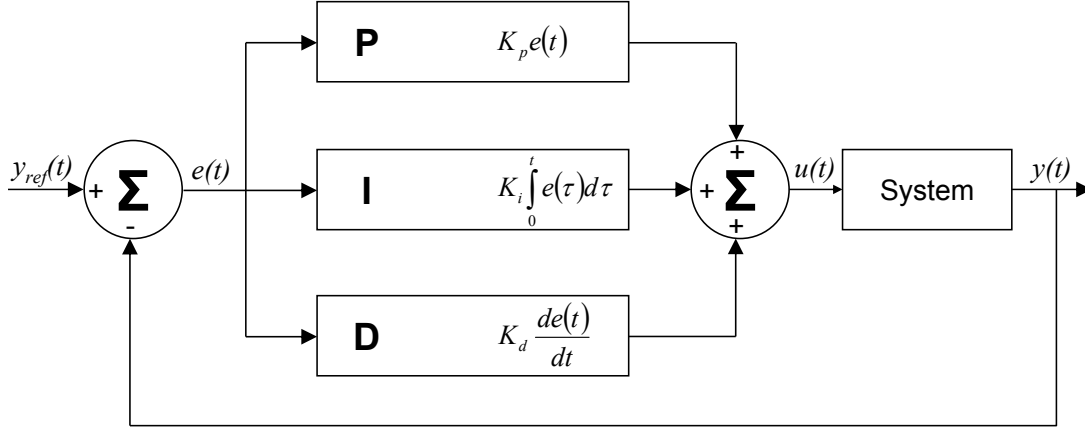 P K_p e(t)
y_ref(t)
+ Σ -
e(t)
I K_i ∫_0^t e(τ)dτ
+ + Σ +
u(t)
System
y(t)
D K_d de(t)/dt